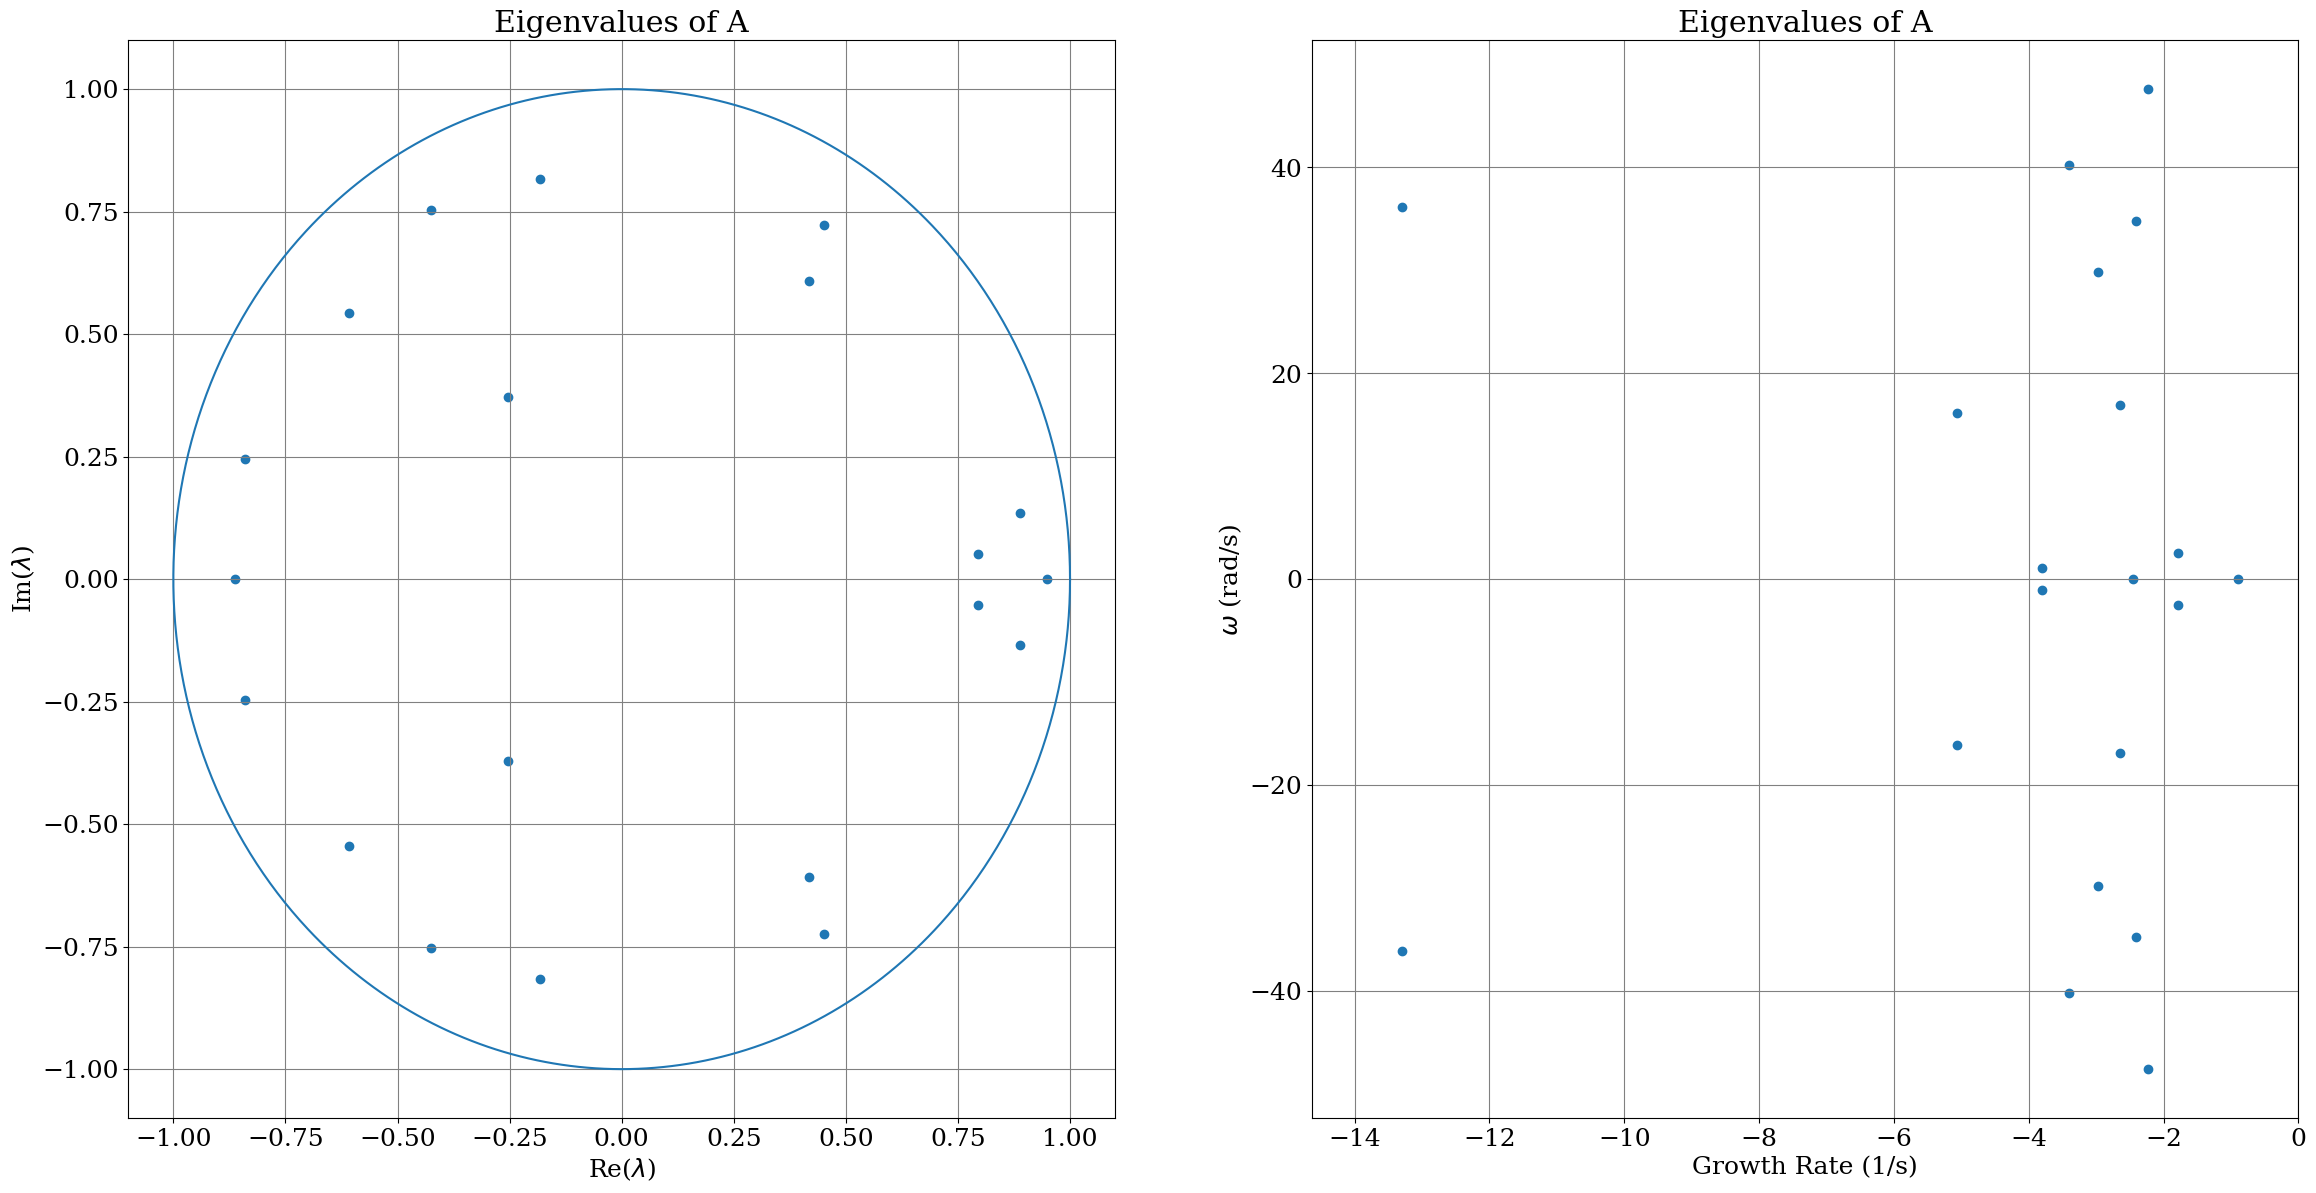 Eigenvalues of A
1.00
0.75
0.50
0.25
0.00
−0.25
−0.50
−0.75
−1.00
Im(λ)
−1.00 −0.75 −0.50 −0.25 0.00 0.25 0.50 0.75 1.00
Re(λ)
Eigenvalues of A
40
20
0
−20
−40
ω (rad/s)
−14 −12 −10 −8 −6 −4 −2 0
Growth Rate (1/s)